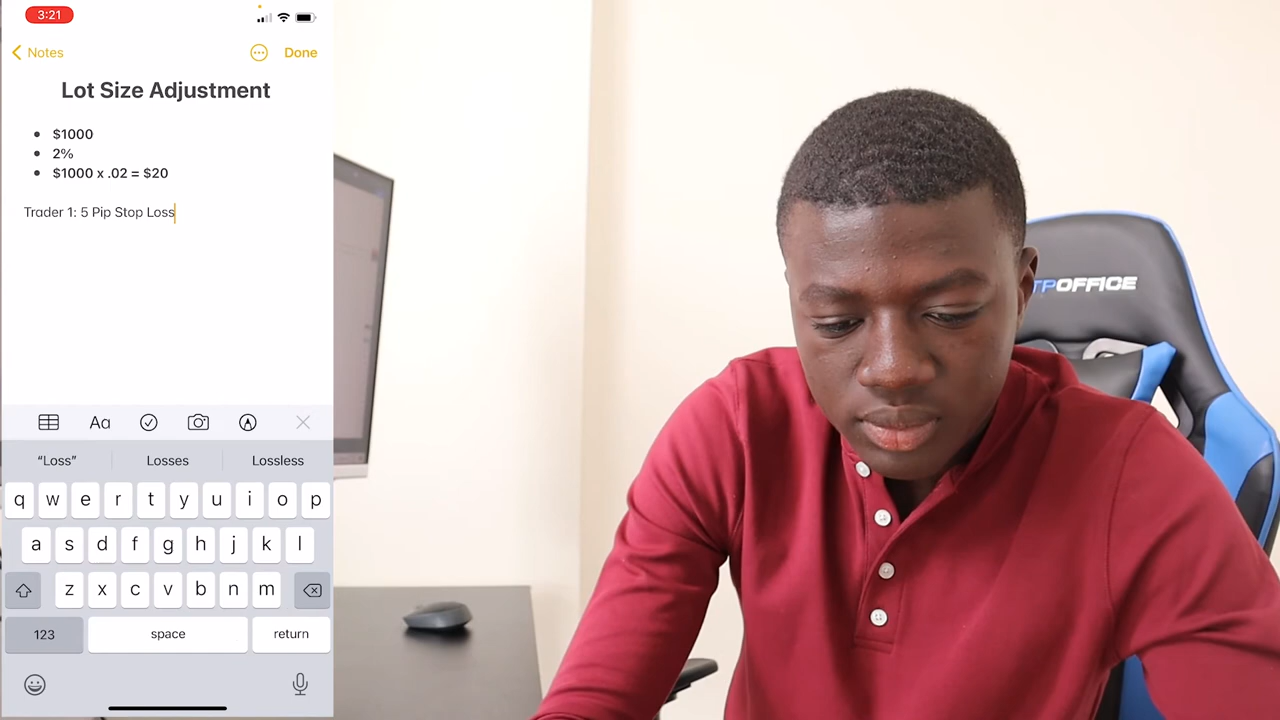 3:21
Notes
Done
Lot Size Adjustment
• $1000
• 2%
• $1000 x .02 = $20
Trader 1: 5 Pip Stop Loss
Aa
“Loss” Losses Lossless
q w e r t y u i o p
a s d f g h j k l
z x c v b n m
123 space return
TPOFFICE